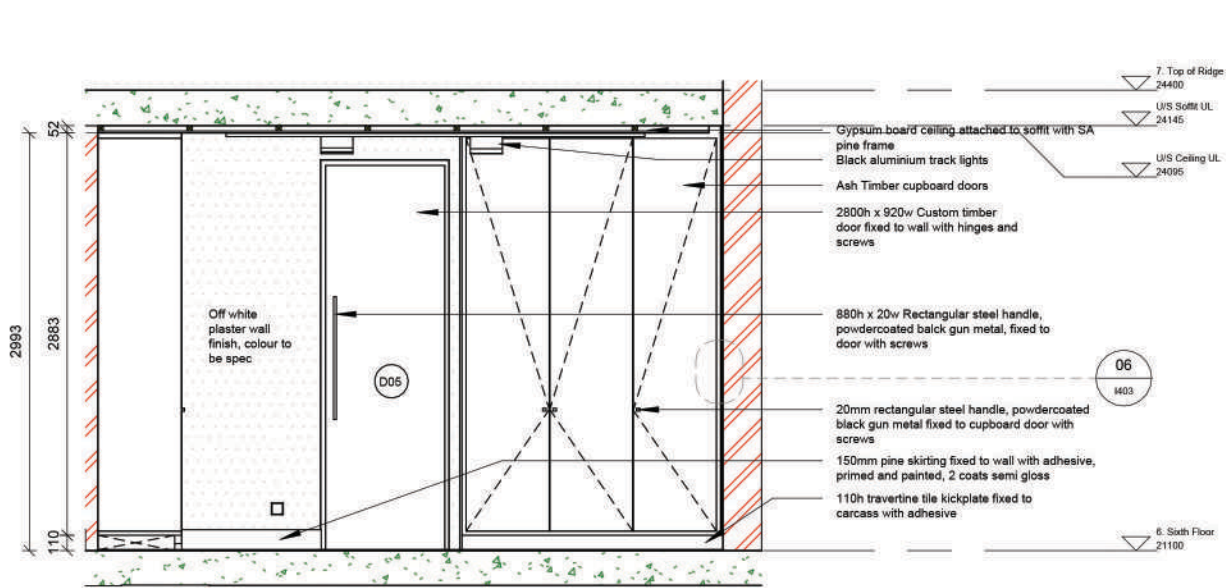 7. Top of Ridge
24400
U/S Soffit UL
24145
U/S Ceiling UL
24095
Gypsum board ceiling attached to soffit with SA
pine frame
Black aluminium track lights
Ash Timber cupboard doors
2800h x 920w Custom timber
door fixed to wall with hinges and
screws
52
2993
2883
110
Off white
plaster wall
finish, colour to
be spec
D05
880h x 20w Rectangular steel handle,
powdercoated balck gun metal, fixed to
door with screws
06
I403
20mm rectangular steel handle, powdercoated
black gun metal fixed to cupboard door with
screws
150mm pine skirting fixed to wall with adhesive,
primed and painted, 2 coats semi gloss
110h travertine tile kickplate fixed to
carcass with adhesive
6. Sixth Floor
21100